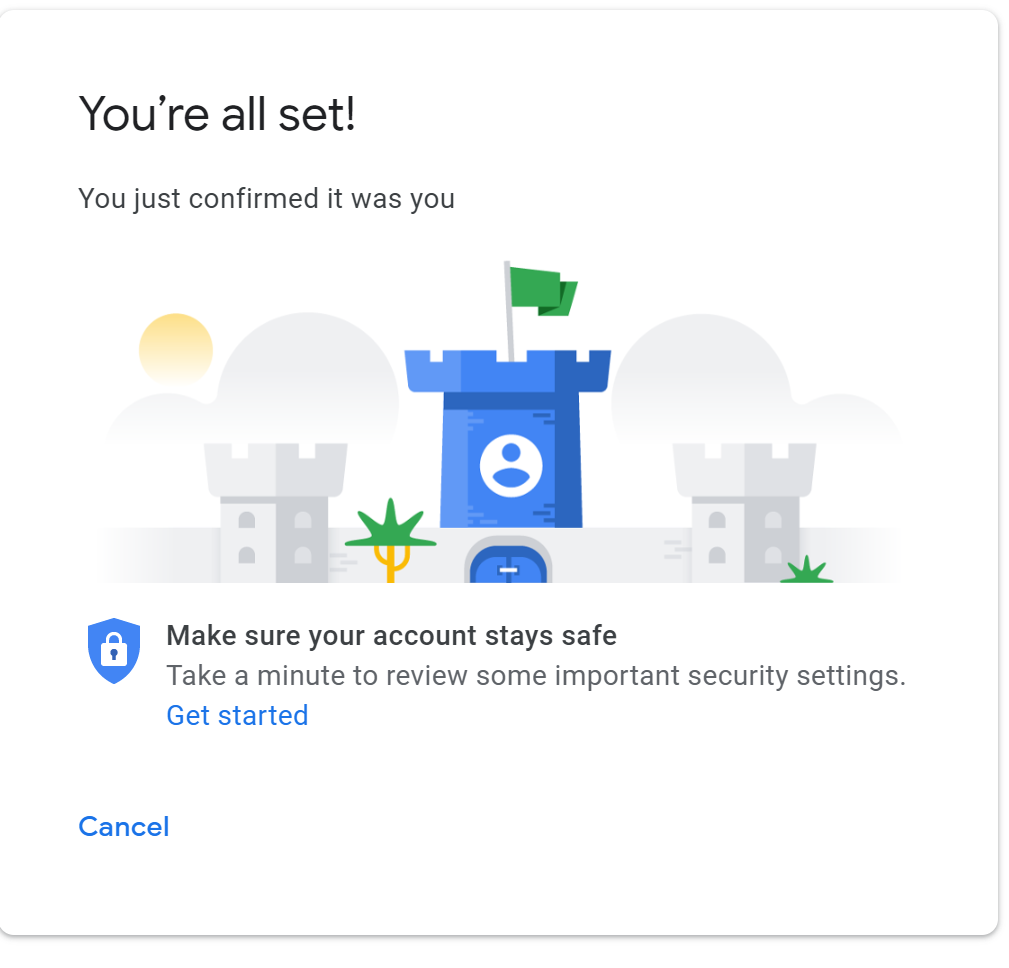 You’re all set!
You just confirmed it was you
Make sure your account stays safe
Take a minute to review some important security settings.
Get started
Cancel